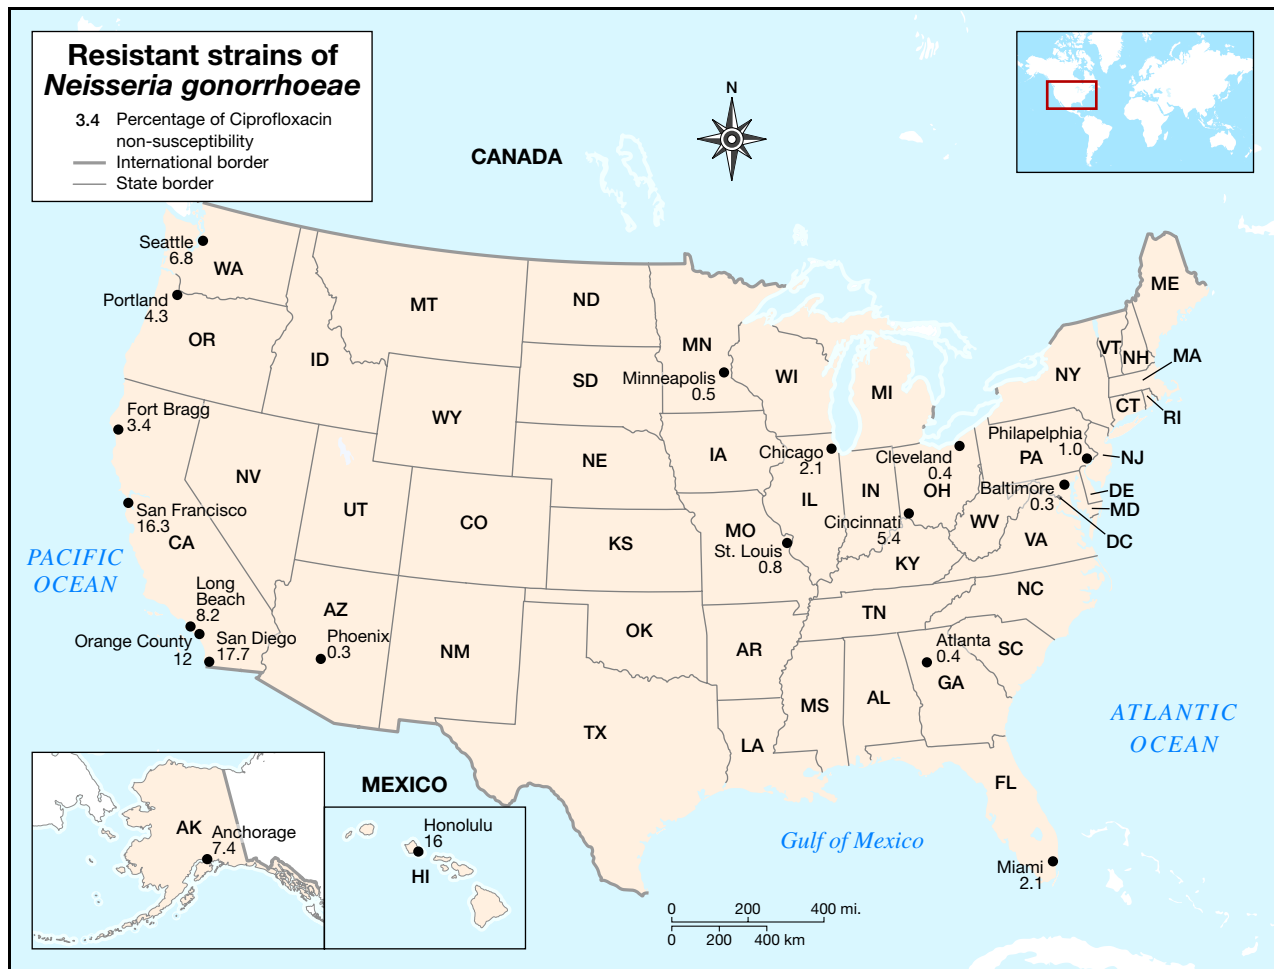 Resistant strains of
Neisseria gonorrhoeae
3.4 Percentage of Ciprofloxacin
non-susceptibility
International border
State border
N
CANADA
Seattle
6.8
WA
Portland
4.3
OR
ID
MT
ND
SD
MN
Minneapolis
0.5
WI
MI
ME
VT
NH
MA
NY
CT
RI
WY
NE
IA
Fort Bragg
3.4
NV
UT
CO
KS
San Francisco
16.3
CA
Chicago
2.1
IL
IN
Cleveland
0.4
OH
Philapelphia
1.0
PA
NJ
Baltimore
0.3
DE
MD
DC
Cincinnati
5.4
WV
VA
KY
MO
St. Louis
0.8
PACIFIC
OCEAN
Long
Beach
8.2
Orange County
12
San Diego
17.7
AZ
Phoenix
0.3
NM
OK
AR
TN
NC
SC
Atlanta
0.4
GA
MS
AL
TX
LA
FL
ATLANTIC
OCEAN
MEXICO
AK
Anchorage
7.4
Honolulu
16
HI
Gulf of Mexico
Miami
2.1
0 200 400 mi.
0 200 400 km